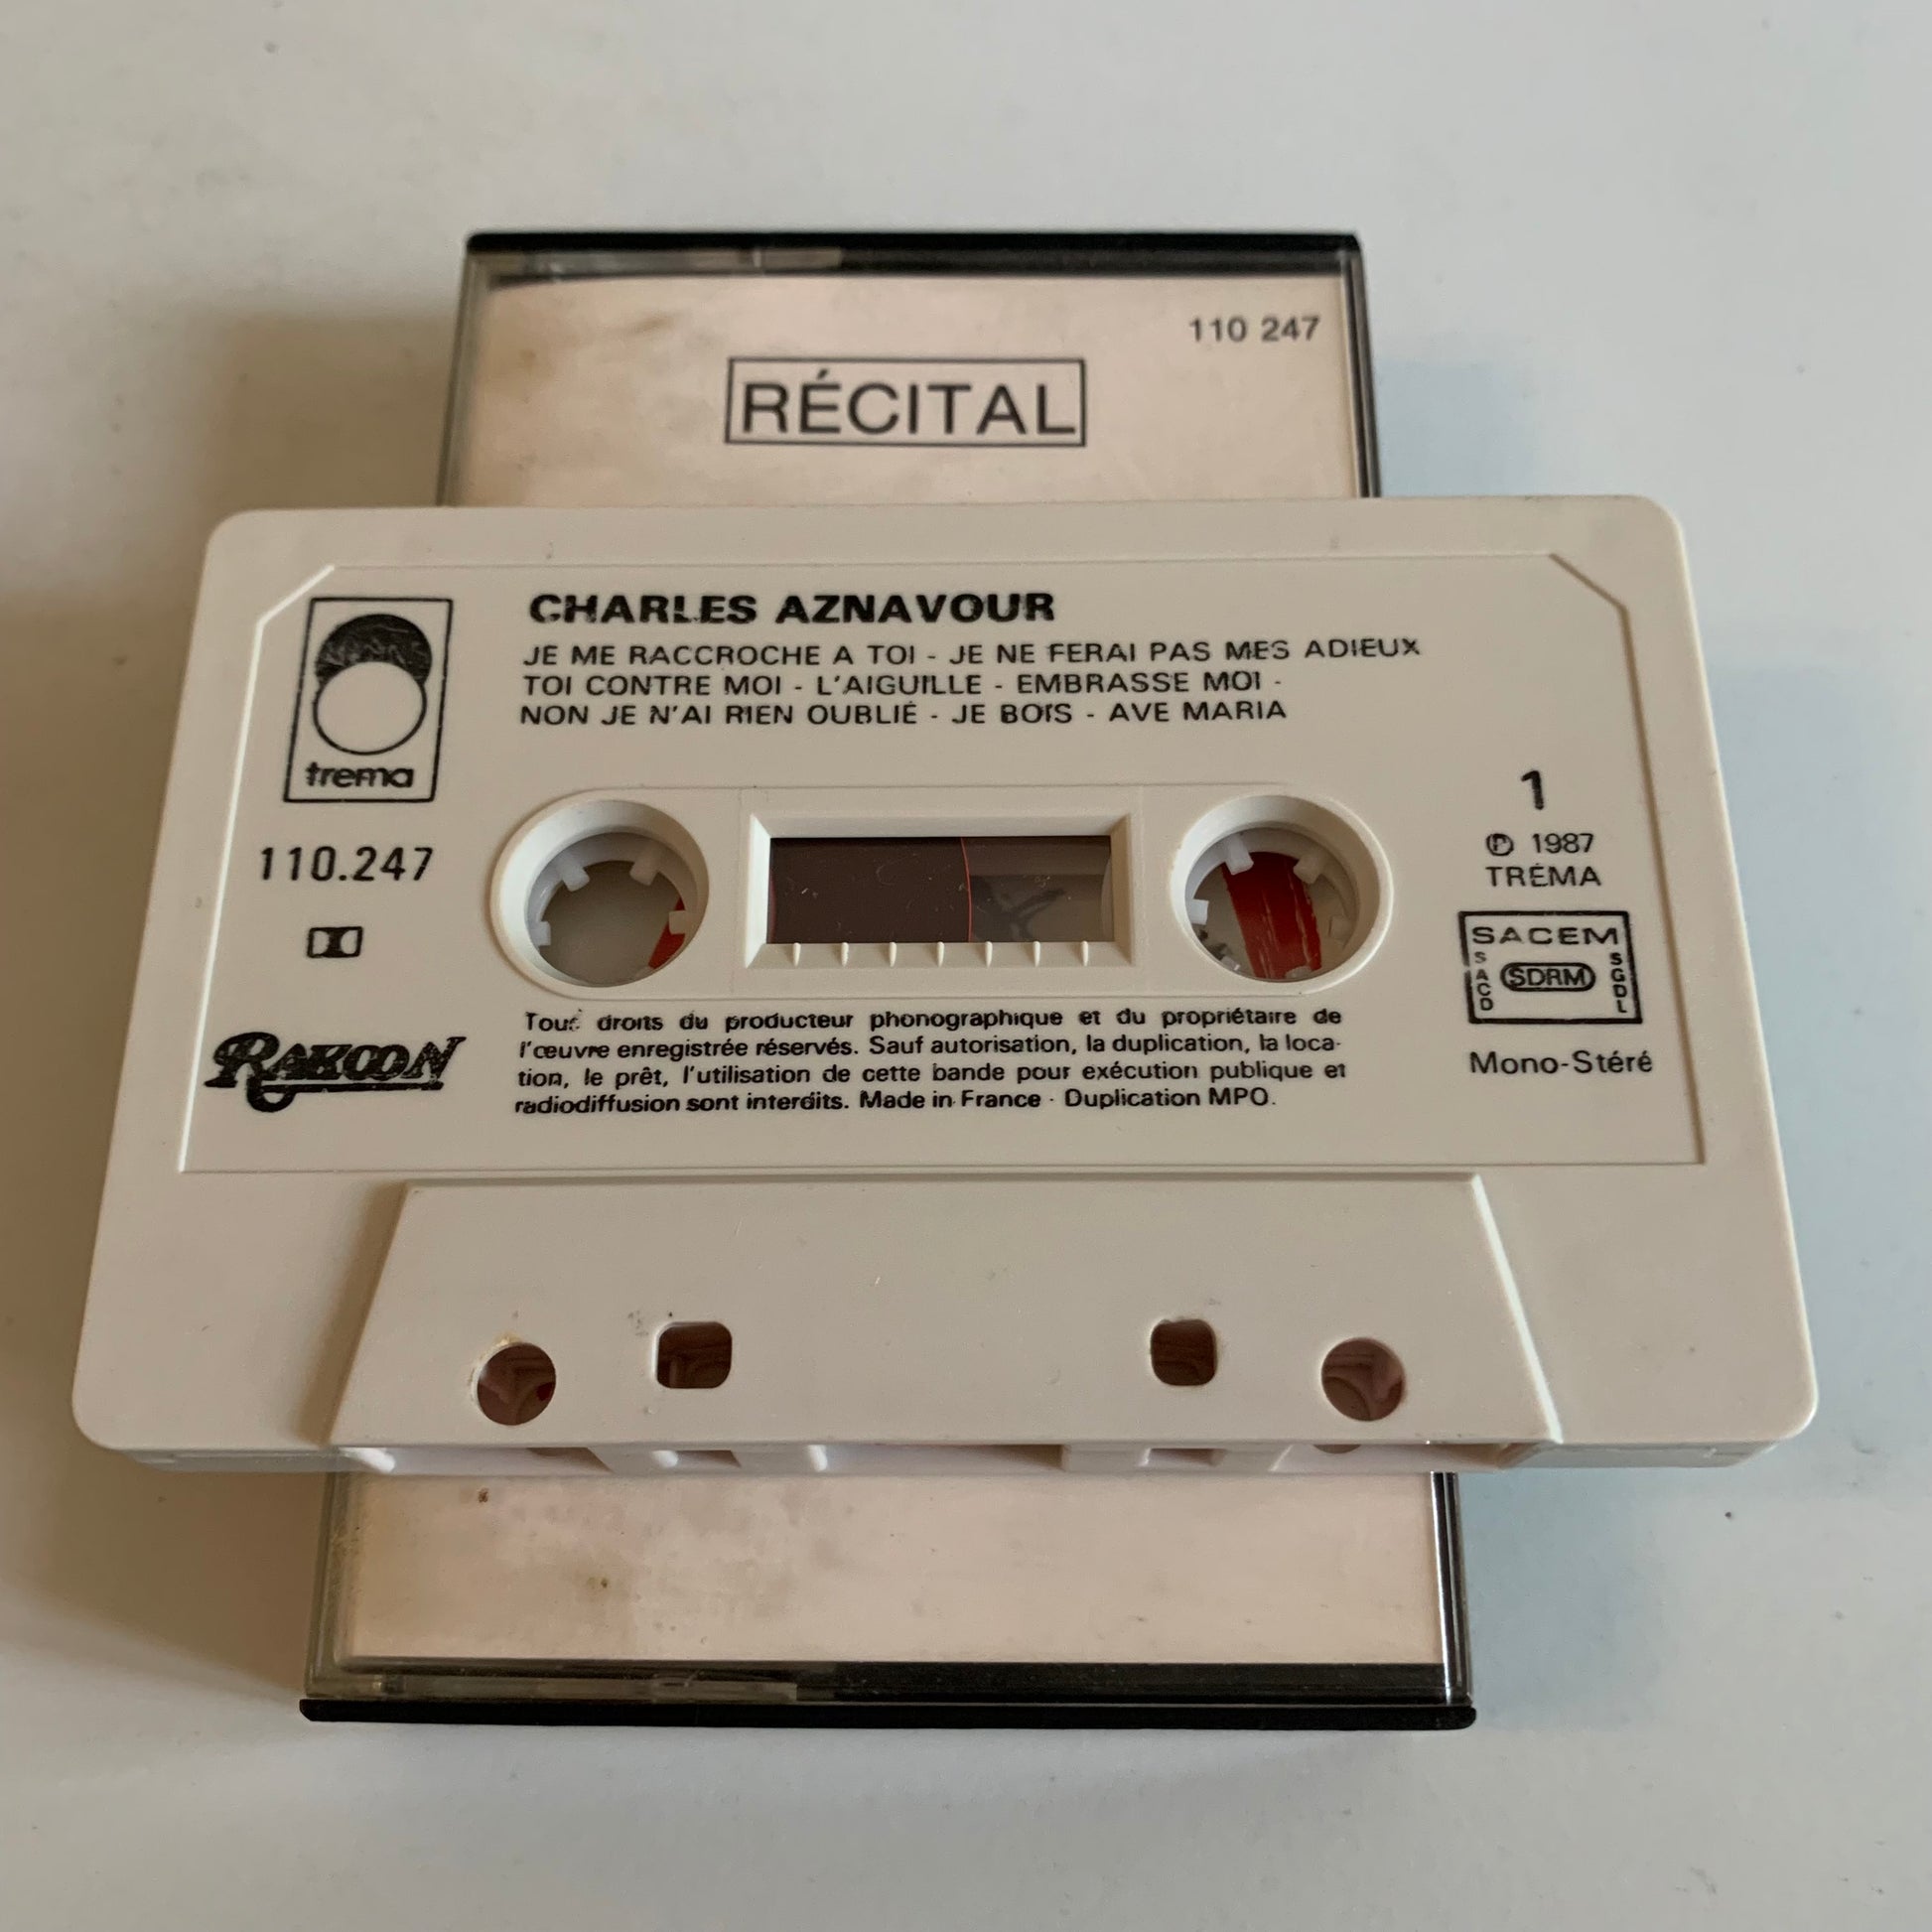 110 247
RÉCITAL
CHARLES AZNAVOUR
JE ME RACCROCHE A TOI - JE NE FERAI PAS MES ADIEUX
TOI CONTRE MOI - L'AIGUILLE - EMBRASSE MOI -
NON JE N'AI RIEN OUBLIÉ - JE BOIS - AVE MARIA
trema
110.247
RAKOON
1
℗ 1987
TRÉMA
SACEM
SACD
SDRM
SGDL
Mono-Stéré
Tous droits du producteur phonographique et du propriétaire de
l'œuvre enregistrée réservés. Sauf autorisation, la duplication, la loca-
tion, le prêt, l'utilisation de cette bande pour exécution publique et
radiodiffusion sont interdits. Made in France - Duplication MPO.